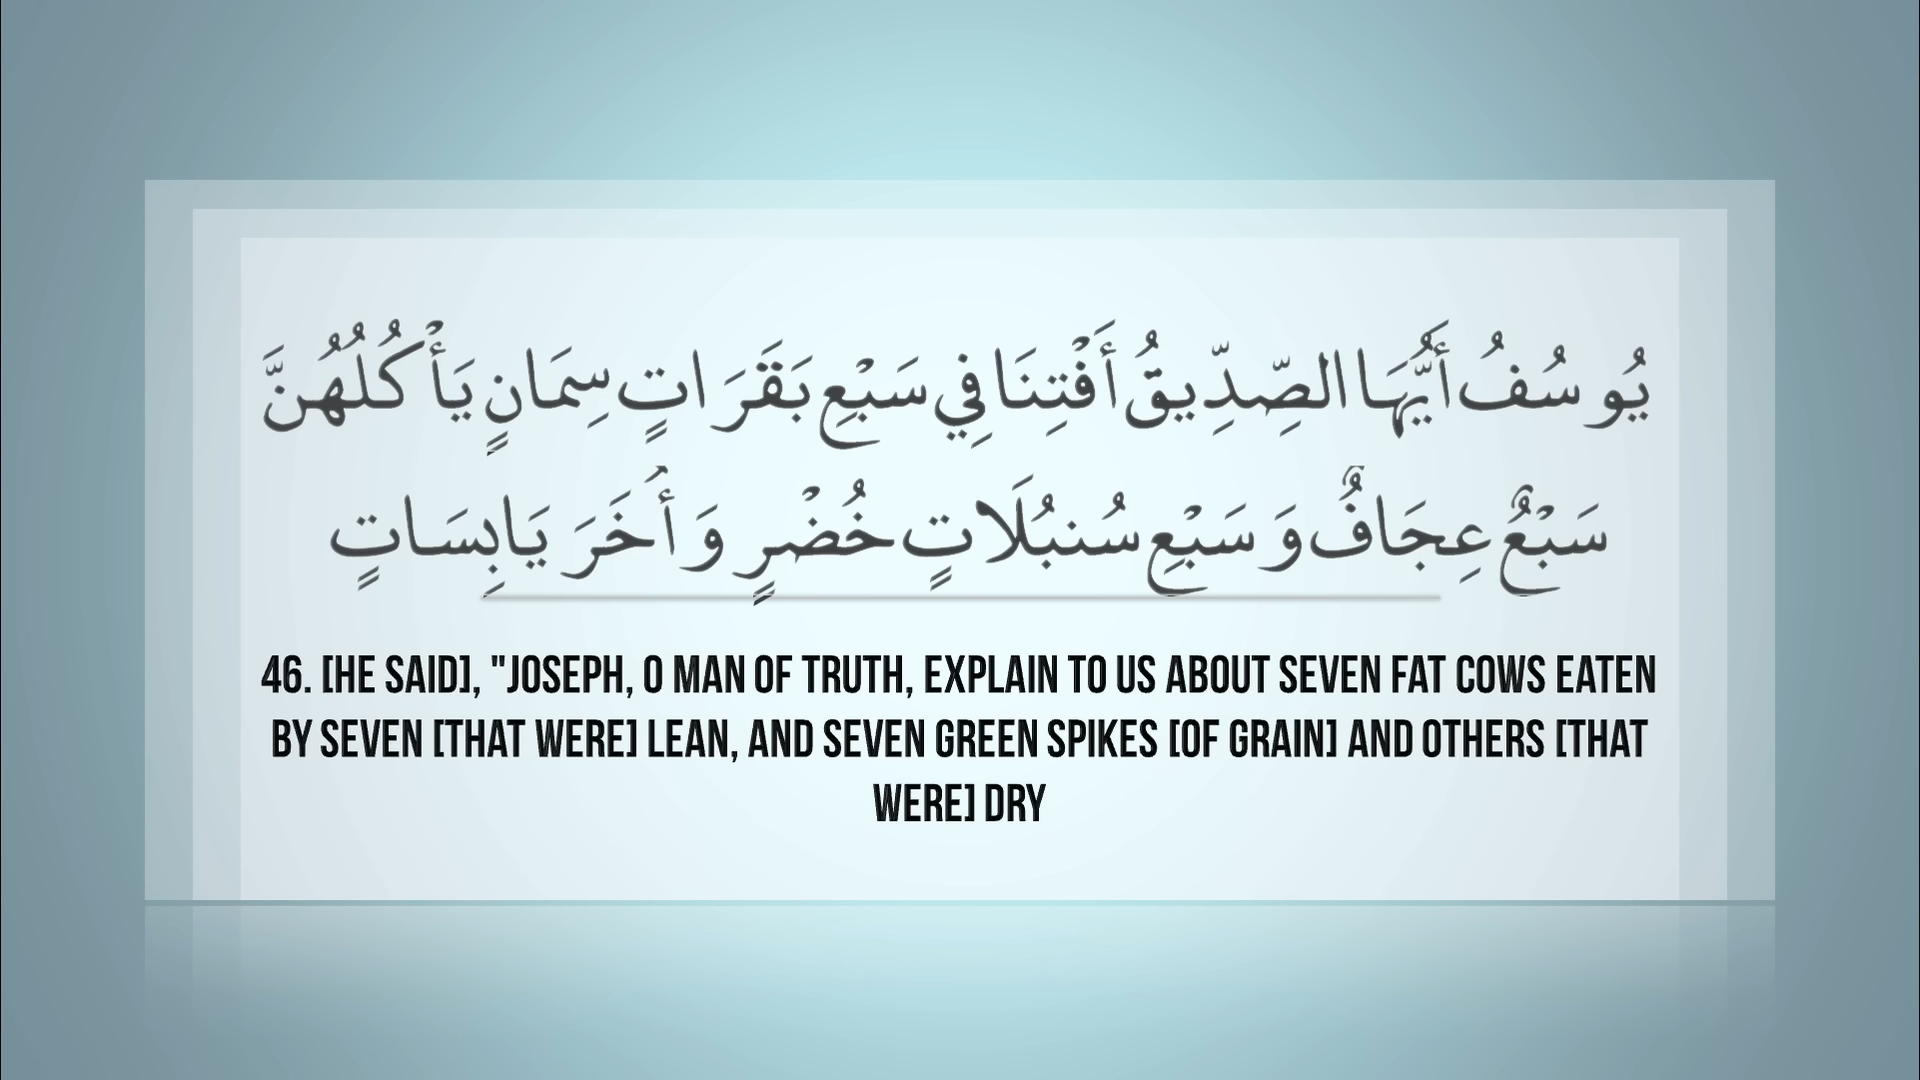 يُوسُفُ أَيُّهَا الصِّدِّيقُ أَفْتِنَا فِي سَبْعِ بَقَرَاتٍ سِمَانٍ يَأْكُلُهُنَّ
سَبْعٌ عِجَافٌ وَسَبْعِ سُنبُلَاتٍ خُضْرٍ وَأُخَرَ يَابِسَاتٍ
46. [HE SAID], "JOSEPH, O MAN OF TRUTH, EXPLAIN TO US ABOUT SEVEN FAT COWS EATEN
BY SEVEN [THAT WERE] LEAN, AND SEVEN GREEN SPIKES [OF GRAIN] AND OTHERS [THAT
WERE] DRY